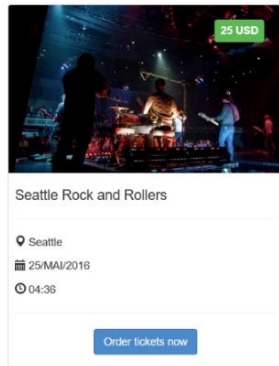 25 USD
Seattle Rock and Rollers
Seattle
25/MAI/2016
04:36
Order tickets now